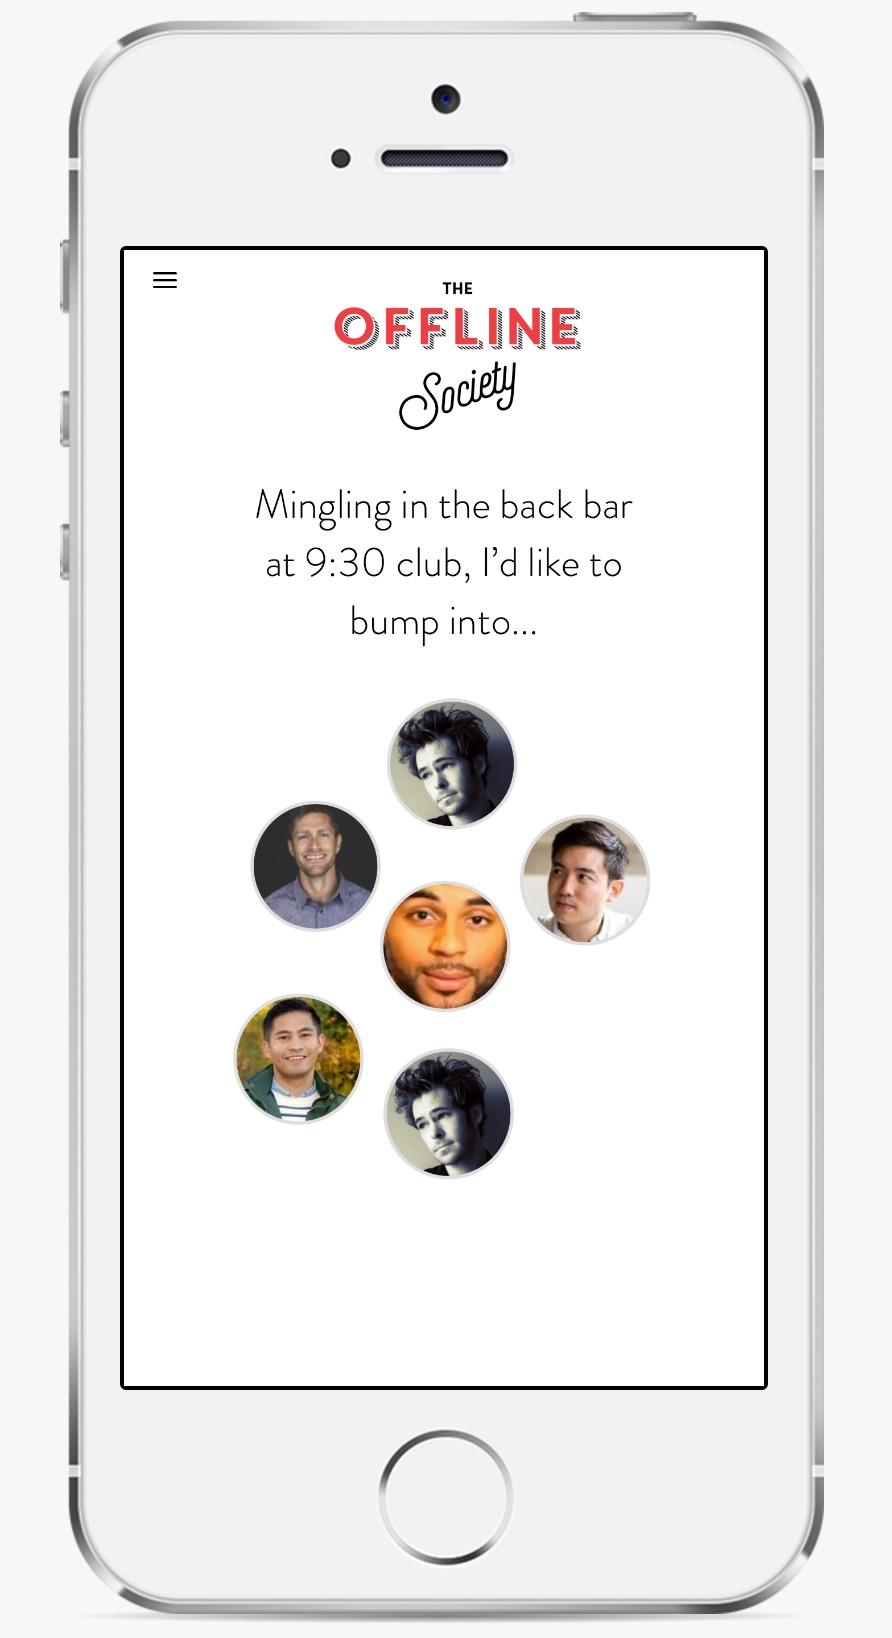 THE
OFFLINE
Society
Mingling in the back bar
at 9:30 club, I’d like to
bump into...